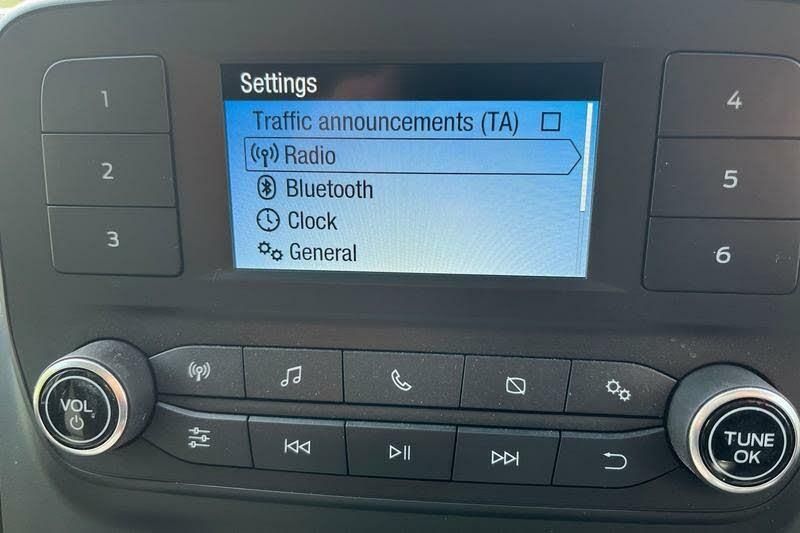 Settings
Traffic announcements (TA)
Radio
Bluetooth
Clock
General
1
2
3
4
5
6
VOL
TUNE
OK